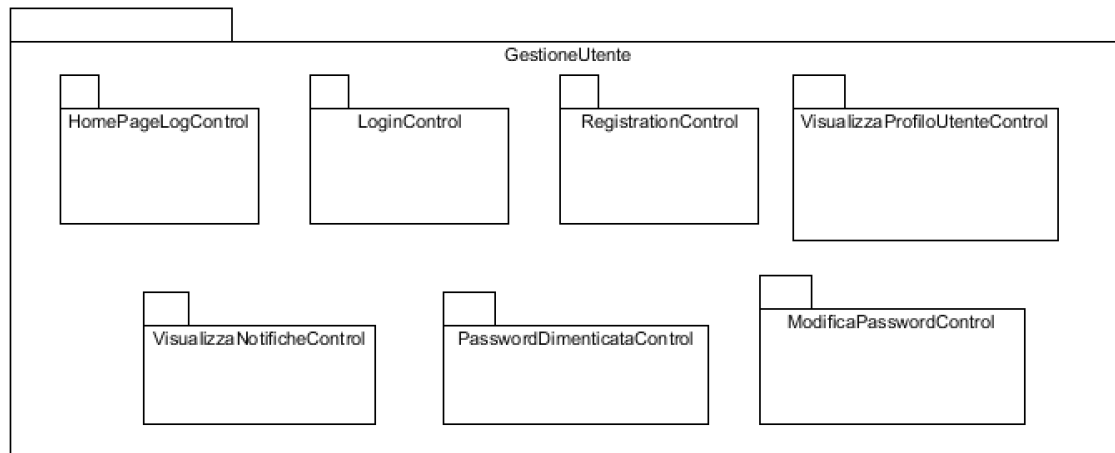 GestioneUtente
HomePageLogControl
LoginControl
RegistrationControl
VisualizzaProfiloUtenteControl
VisualizzaNotificheControl
PasswordDimenticataControl
ModificaPasswordControl